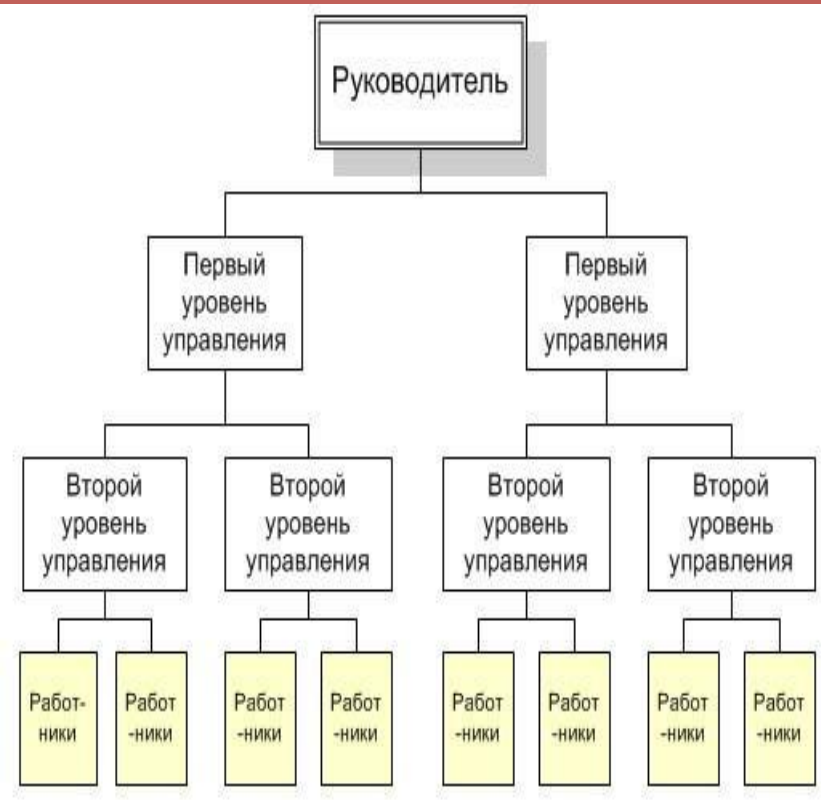 Руководитель
Первый
уровень
управления
Первый
уровень
управления
Второй
уровень
управления
Второй
уровень
управления
Второй
уровень
управления
Второй
уровень
управления
Работ-
ники
Работ
-ники
Работ
-ники
Работ
-ники
Работ
-ники
Работ
-ники
Работ
-ники
Работ
-ники